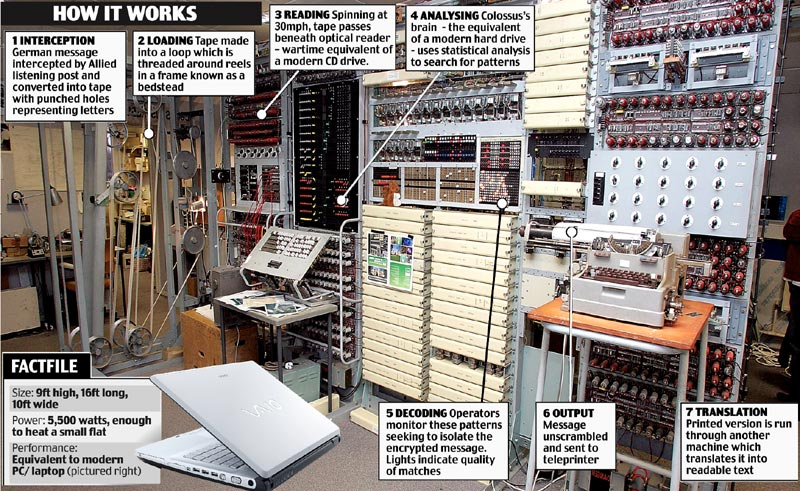 HOW IT WORKS
1 INTERCEPTION
German message
intercepted by Allied
listening post and
converted into tape
with punched holes
representing letters
2 LOADING Tape made
into a loop which is
threaded around reels
in a frame known as a
bedstead
3 READING Spinning at
30mph, tape passes
beneath optical reader
- wartime equivalent of
a modern CD drive.
4 ANALYSING Colossus's
brain - the equivalent
of a modern hard drive
- uses statistical analysis
to search for patterns
FACTFILE
Size: 9ft high, 16ft long,
10ft wide
Power: 5,500 watts, enough
to heat a small flat
Performance:
Equivalent to modern
PC/ laptop (pictured right)
VAIO
5 DECODING Operators
monitor these patterns
seeking to isolate the
encrypted message.
Lights indicate quality
of matches
6 OUTPUT
Message
unscrambled
and sent to
teleprinter
7 TRANSLATION
Printed version is run
through another
machine which
translates it into
readable text